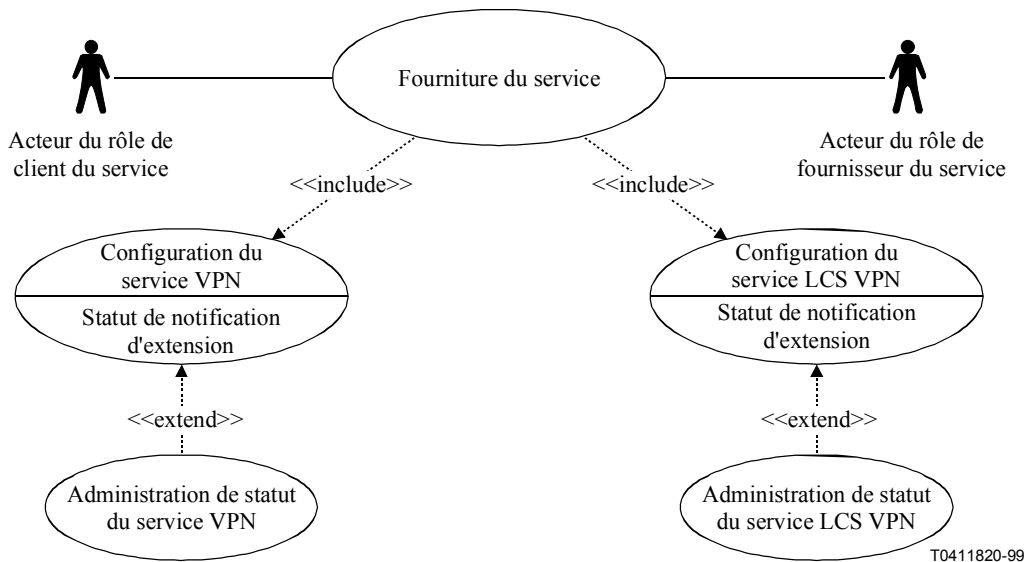 Fourniture du service
Acteur du rôle de
client du service
Acteur du rôle de
fournisseur du service
<<include>>
<<include>>
Configuration du
service VPN
Statut de notification
d'extension
Configuration du
service LCS VPN
Statut de notification
d'extension
<<extend>>
<<extend>>
Administration de statut
du service VPN
Administration de statut
du service LCS VPN
T0411820-99